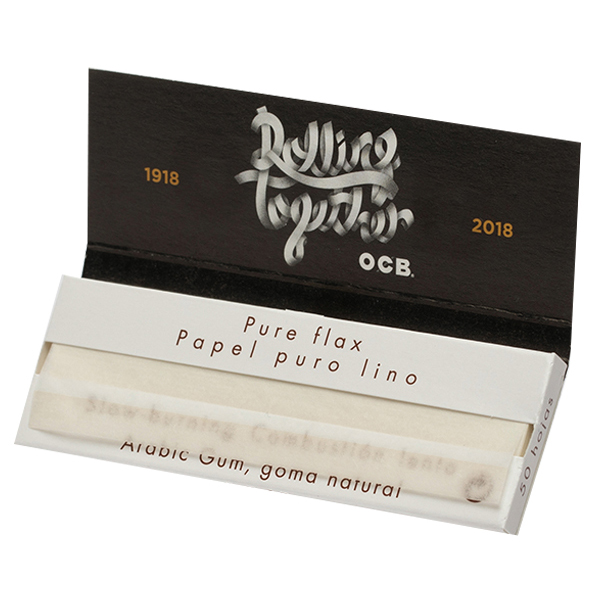 Rolling
Together
1918
2018
OCB®
Pure flax
Papel puro lino
Slow burning Combustión lenta
Arabic Gum, goma natural
50 hojas